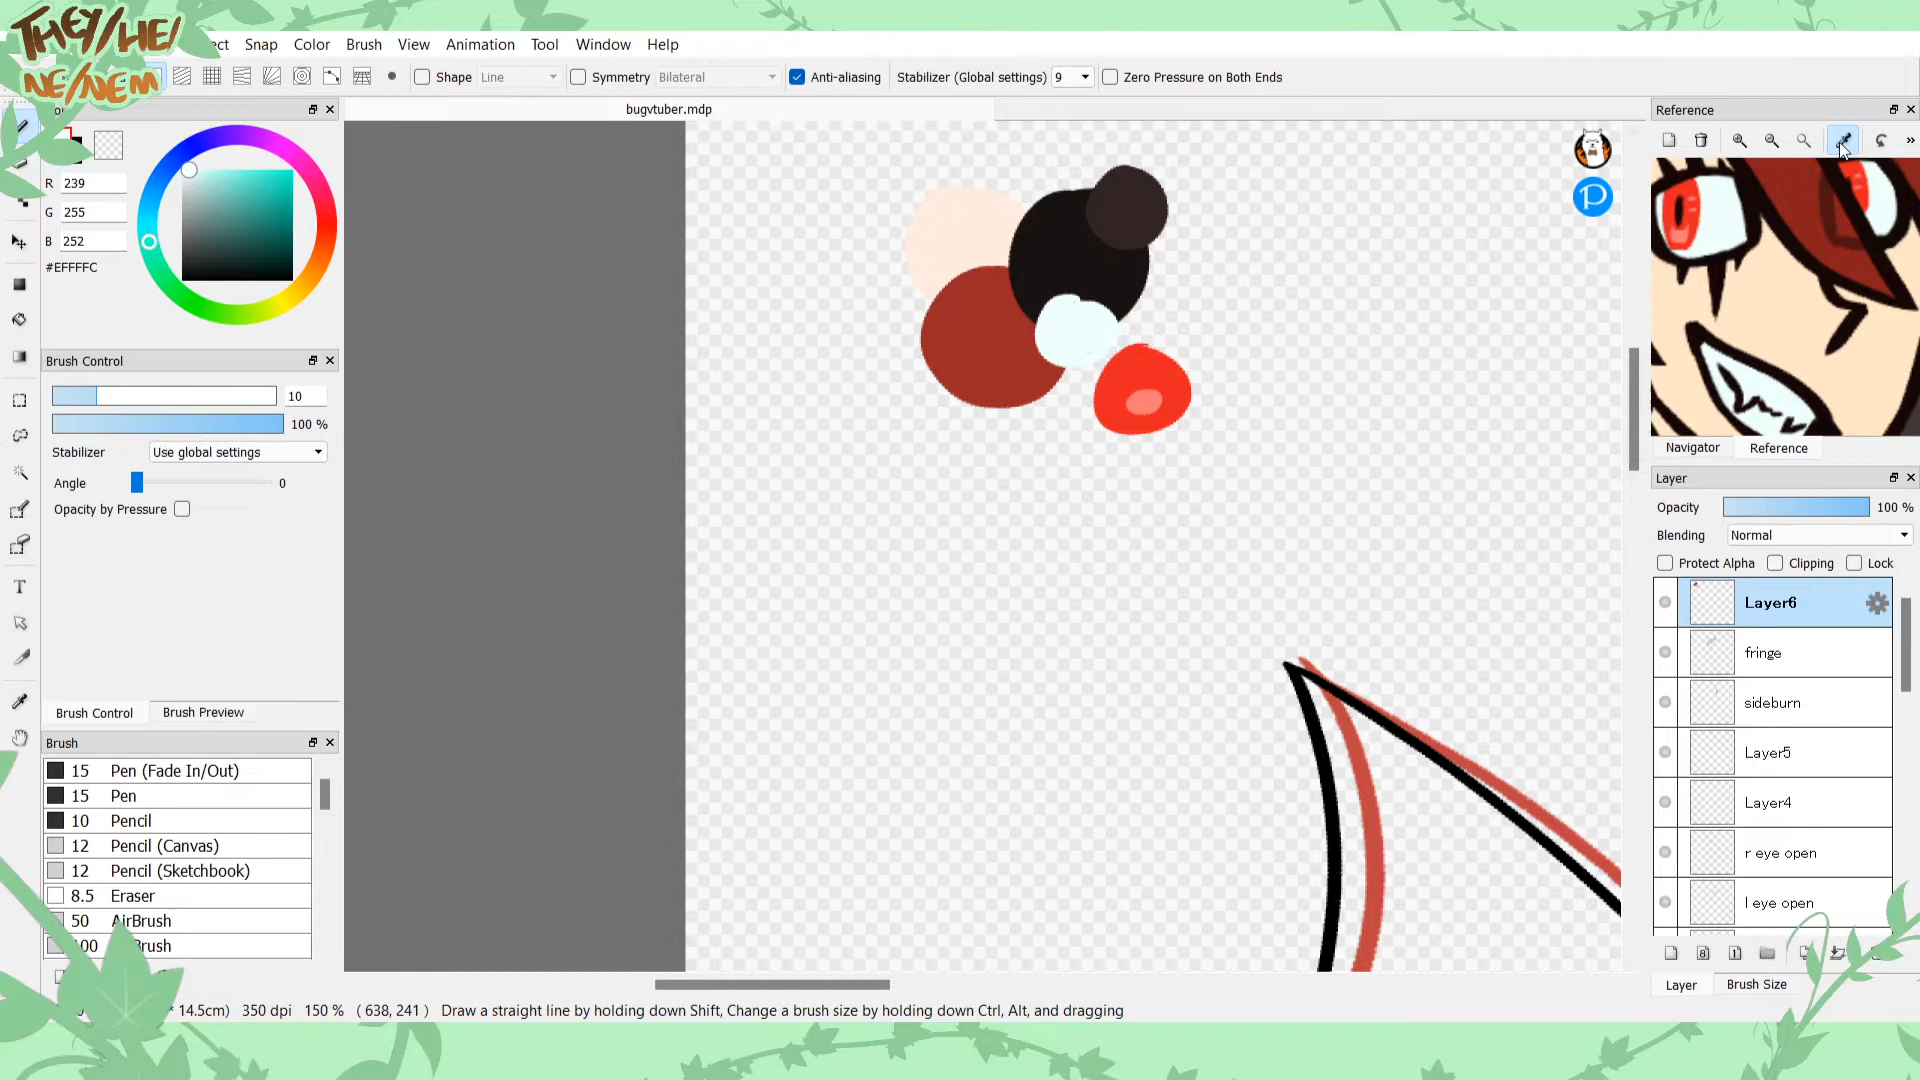 THEY/HE/
NE/NEM
Snap Color Brush View Animation Tool Window Help
Shape Line Symmetry Bilateral Anti-aliasing Stabilizer (Global settings) 9 Zero Pressure on Both Ends
bugvtuber.mdp
Reference
R 239
G 255
B 252
#EFFFFC
P
Brush Control
10
100 %
Stabilizer Use global settings
Angle 0
Opacity by Pressure
Brush Control Brush Preview
Brush
15 Pen (Fade In/Out)
15 Pen
10 Pencil
12 Pencil (Canvas)
12 Pencil (Sketchbook)
8.5 Eraser
50 AirBrush
100
Navigator Reference
Layer
Opacity 100 %
Blending Normal
Protect Alpha Clipping Lock
Layer6
fringe
sideburn
Layer5
Layer4
r eye open
l eye open
8 1
Layer Brush Size
* 14.5cm) 350 dpi 150 % ( 638, 241 ) Draw a straight line by holding down Shift, Change a brush size by holding down Ctrl, Alt, and dragging